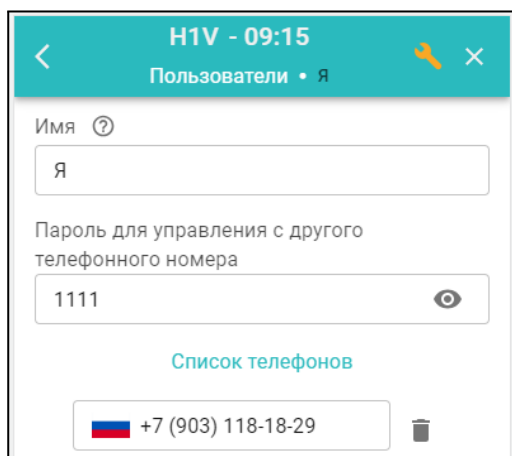 H1V - 09:15
Пользователи • Я
Имя
Я
Пароль для управления с другого
телефонного номера
1111
Список телефонов
+7 (903) 118-18-29